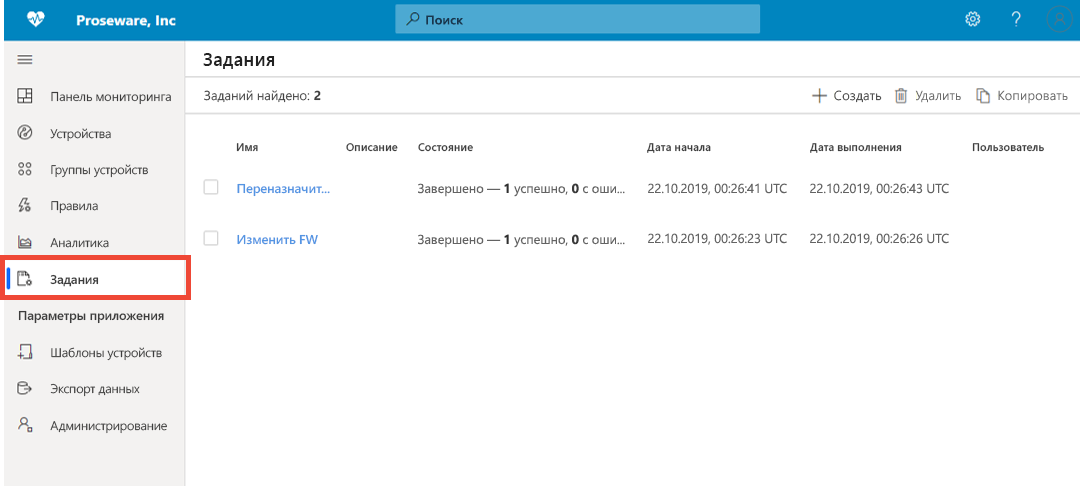 Proseware, Inc
Поиск
?
Задания
Заданий найдено: 2
Создать Удалить Копировать
Панель мониторинга
Устройства
Группы устройств
Правила
Аналитика
Задания
Параметры приложения
Шаблоны устройств
Экспорт данных
Администрирование
Имя Описание Состояние Дата начала Дата выполнения Пользователь
Переназначит... Завершено — 1 успешно, 0 с оши... 22.10.2019, 00:26:41 UTC 22.10.2019, 00:26:43 UTC
Изменить FW Завершено — 1 успешно, 0 с оши... 22.10.2019, 00:26:23 UTC 22.10.2019, 00:26:26 UTC